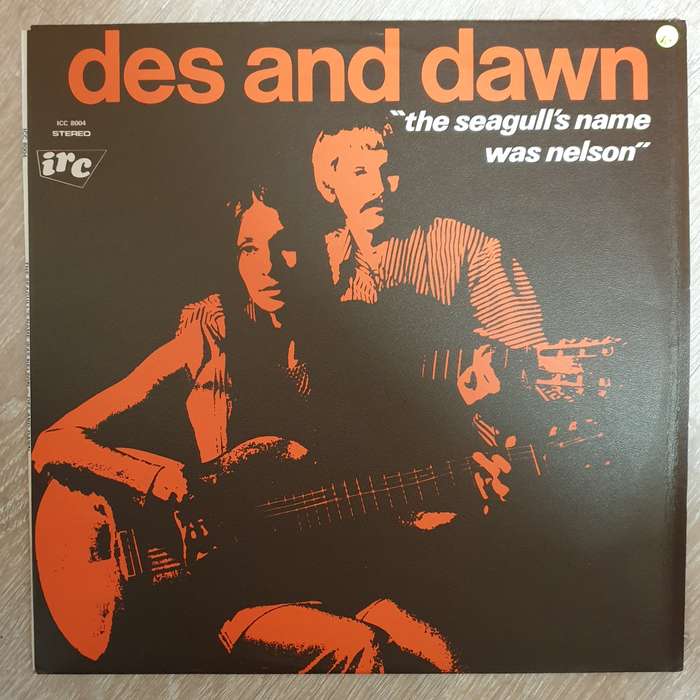 des and dawn
"the seagull's name
was nelson"
ICC 8004
STEREO
irc